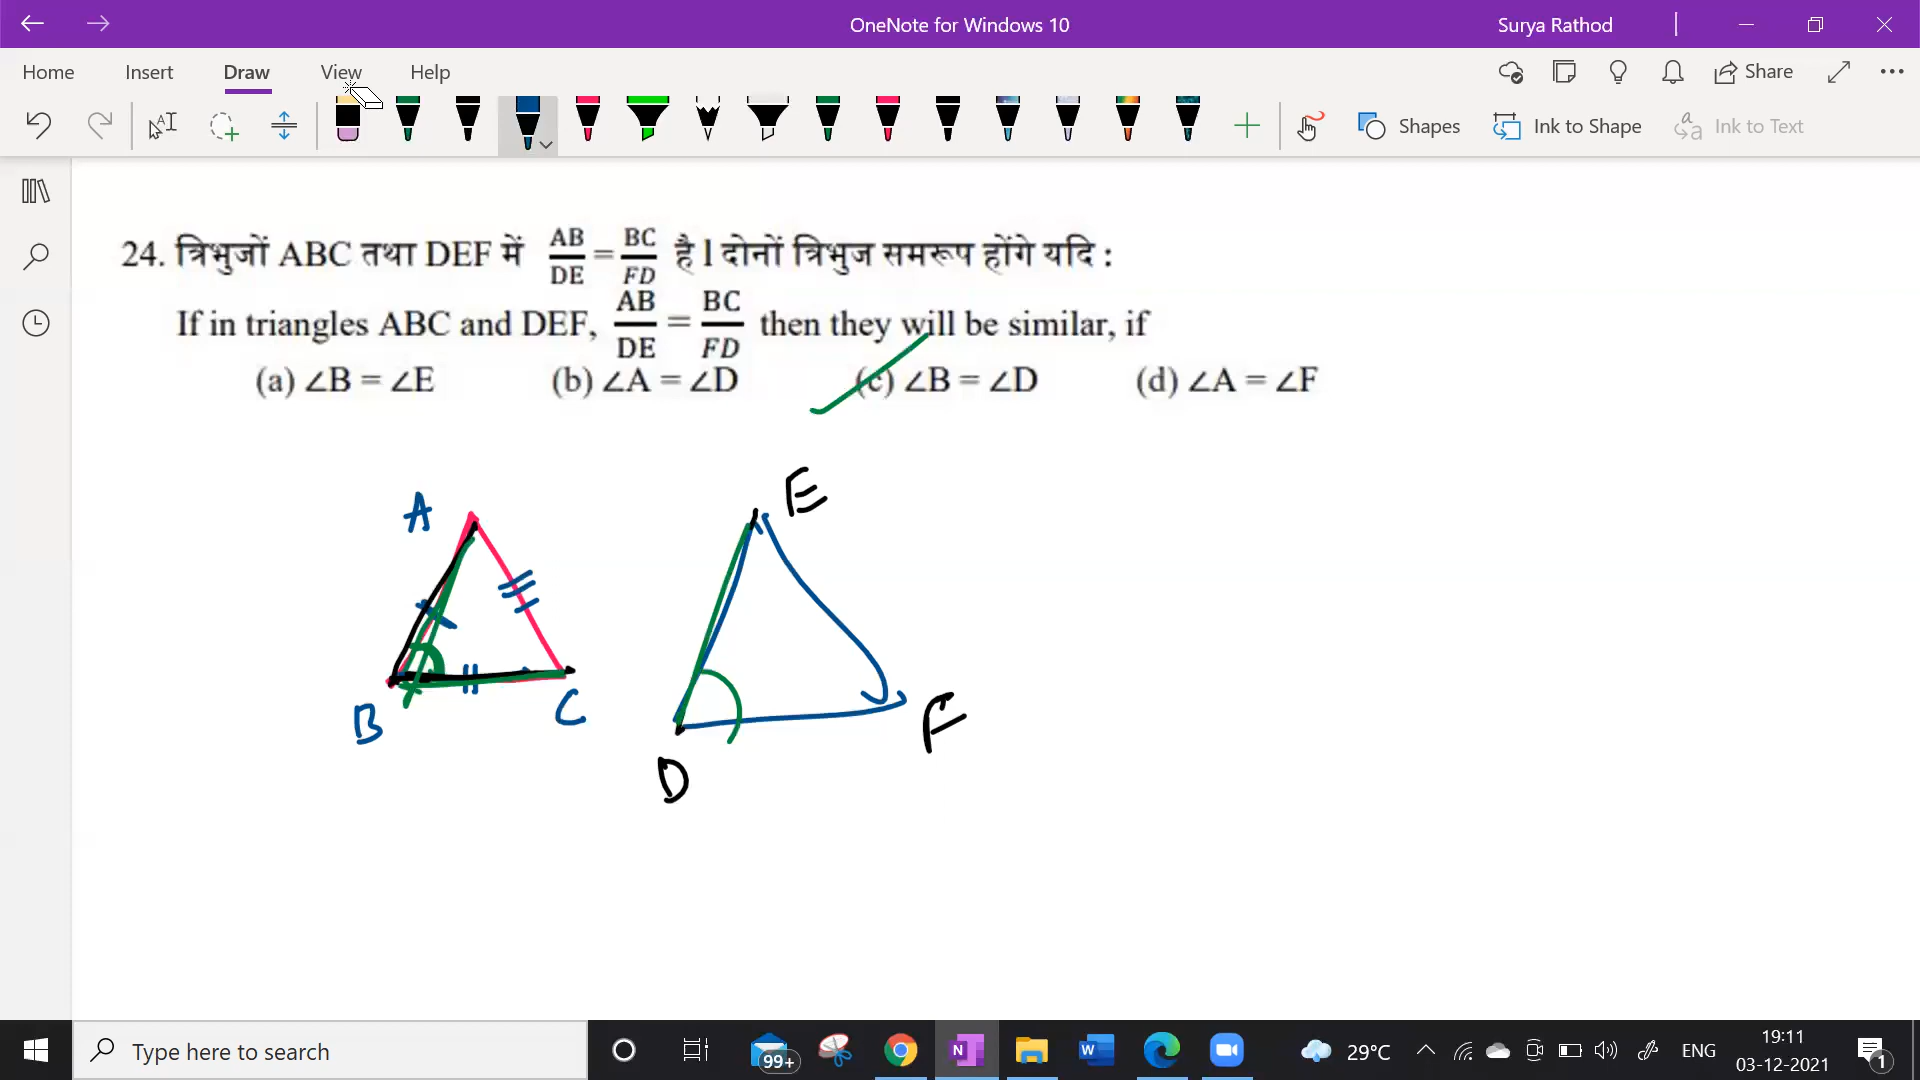 OneNote for Windows 10
Surya Rathod
Home Insert Draw View Help
Share
Shapes Ink to Shape Ink to Text
24. त्रिभुजों ABC तथा DEF में AB/DE = BC/FD है l दोनों त्रिभुज समरूप होंगे यदि :
If in triangles ABC and DEF, AB/DE = BC/FD then they will be similar, if
(a) ∠B = ∠E (b) ∠A = ∠D (c) ∠B = ∠D (d) ∠A = ∠F
A
E
B
C
F
D
Type here to search
99+
N
W
29°C
ENG
19:11
03-12-2021
1